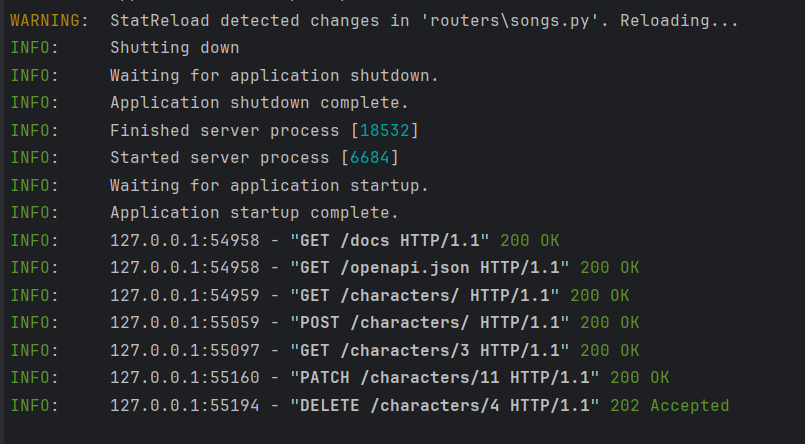 WARNING:  StatReload detected changes in 'routers\songs.py'. Reloading...
INFO:     Shutting down
INFO:     Waiting for application shutdown.
INFO:     Application shutdown complete.
INFO:     Finished server process [18532]
INFO:     Started server process [6684]
INFO:     Waiting for application startup.
INFO:     Application startup complete.
INFO:     127.0.0.1:54958 - "GET /docs HTTP/1.1" 200 OK
INFO:     127.0.0.1:54958 - "GET /openapi.json HTTP/1.1" 200 OK
INFO:     127.0.0.1:54959 - "GET /characters/ HTTP/1.1" 200 OK
INFO:     127.0.0.1:55059 - "POST /characters/ HTTP/1.1" 200 OK
INFO:     127.0.0.1:55097 - "GET /characters/3 HTTP/1.1" 200 OK
INFO:     127.0.0.1:55160 - "PATCH /characters/11 HTTP/1.1" 200 OK
INFO:     127.0.0.1:55194 - "DELETE /characters/4 HTTP/1.1" 202 Accepted